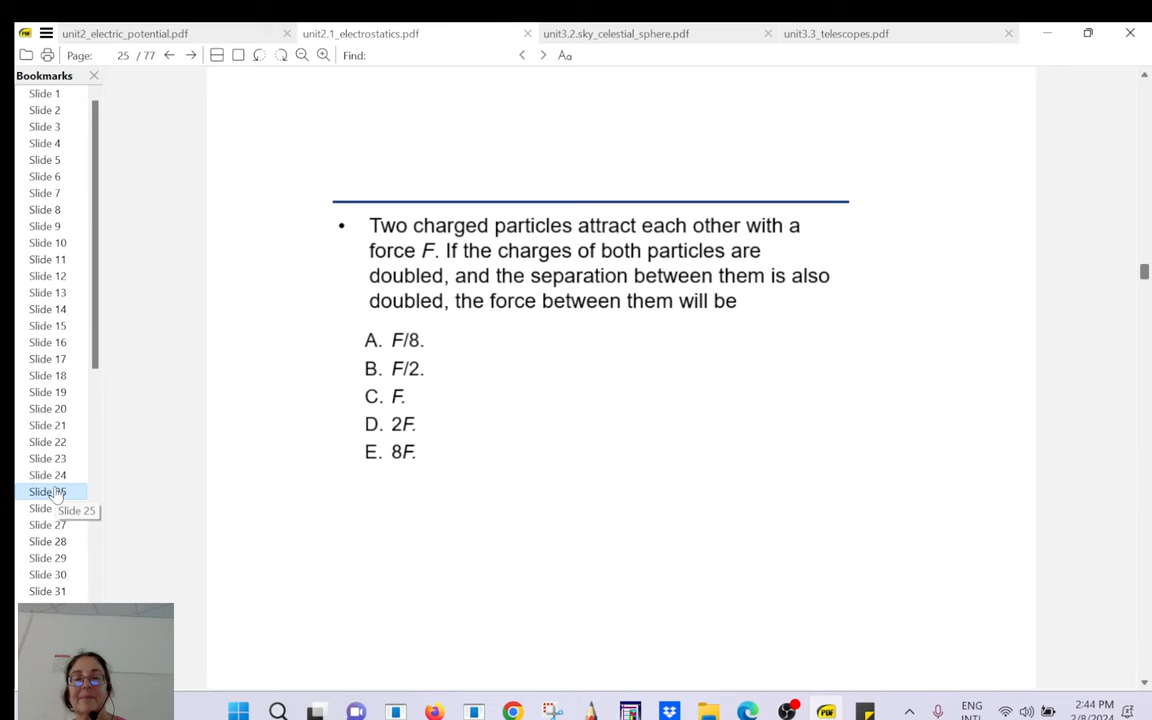 unit2_electric_potential.pdf
unit2.1_electrostatics.pdf
unit3.2.sky_celestial_sphere.pdf
unit3.3_telescopes.pdf
Page: 25 / 77
Find:
Aa
Bookmarks
Slide 1
Slide 2
Slide 3
Slide 4
Slide 5
Slide 6
Slide 7
Slide 8
Slide 9
Slide 10
Slide 11
Slide 12
Slide 13
Slide 14
Slide 15
Slide 16
Slide 17
Slide 18
Slide 19
Slide 20
Slide 21
Slide 22
Slide 23
Slide 24
Slide 25
Slide
Slide 25
Slide 27
Slide 28
Slide 29
Slide 30
Slide 31
• Two charged particles attract each other with a
force F. If the charges of both particles are
doubled, and the separation between them is also
doubled, the force between them will be
A. F/8.
B. F/2.
C. F.
D. 2F.
E. 8F.
PDF
ENG
INTL
2:44 PM